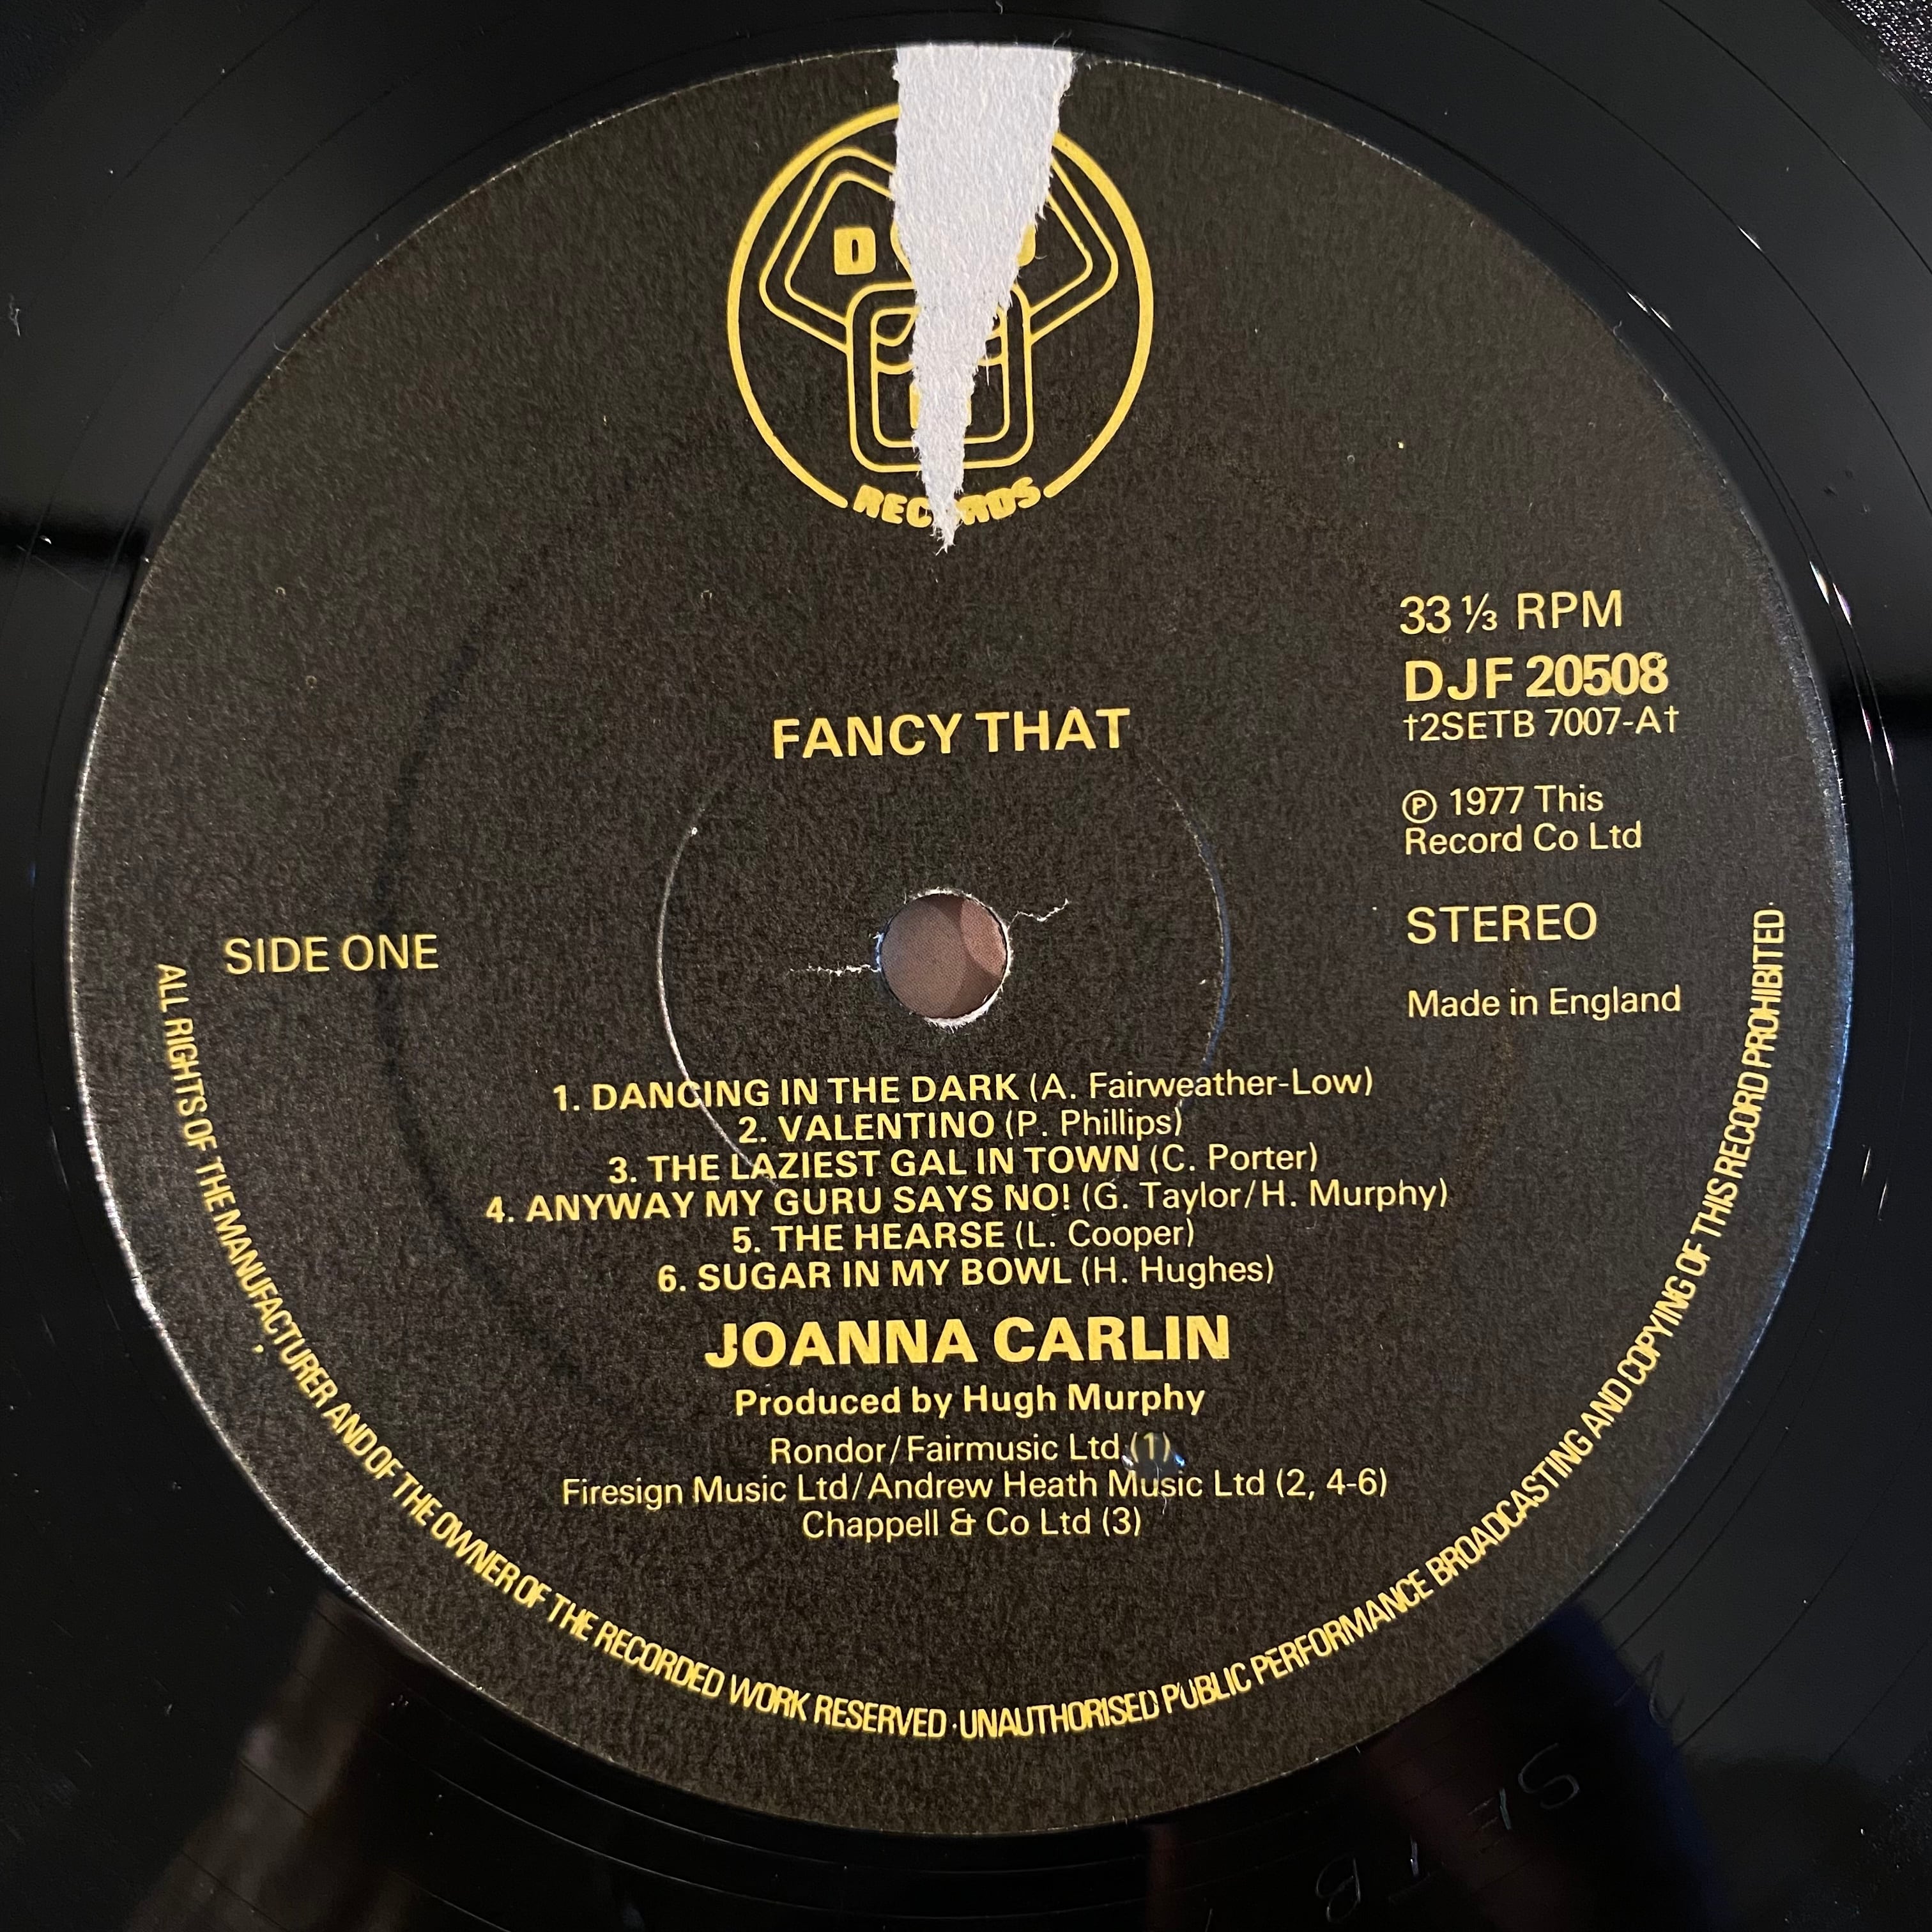 D
FANCY THAT
33 ⅓ RPM
DJF 20508
†2SETB 7007-A†
Ⓟ 1977 This
Record Co Ltd
STEREO
Made in England
SIDE ONE
1. DANCING IN THE DARK (A. Fairweather-Low)
2. VALENTINO (P. Phillips)
3. THE LAZIEST GAL IN TOWN (C. Porter)
4. ANYWAY MY GURU SAYS NO! (G. Taylor/H. Murphy)
5. THE HEARSE (L. Cooper)
6. SUGAR IN MY BOWL (H. Hughes)
JOANNA CARLIN
Produced by Hugh Murphy
Rondor/Fairmusic Ltd (1)
Firesign Music Ltd/Andrew Heath Music Ltd (2, 4-6)
Chappell & Co Ltd (3)
ALL RIGHTS OF THE MANUFACTURER AND OF THE OWNER OF THE RECORDED WORK RESERVED · UNAUTHORISED PUBLIC PERFORMANCE BROADCASTING AND COPYING OF THIS RECORD PROHIBITED·
SETB